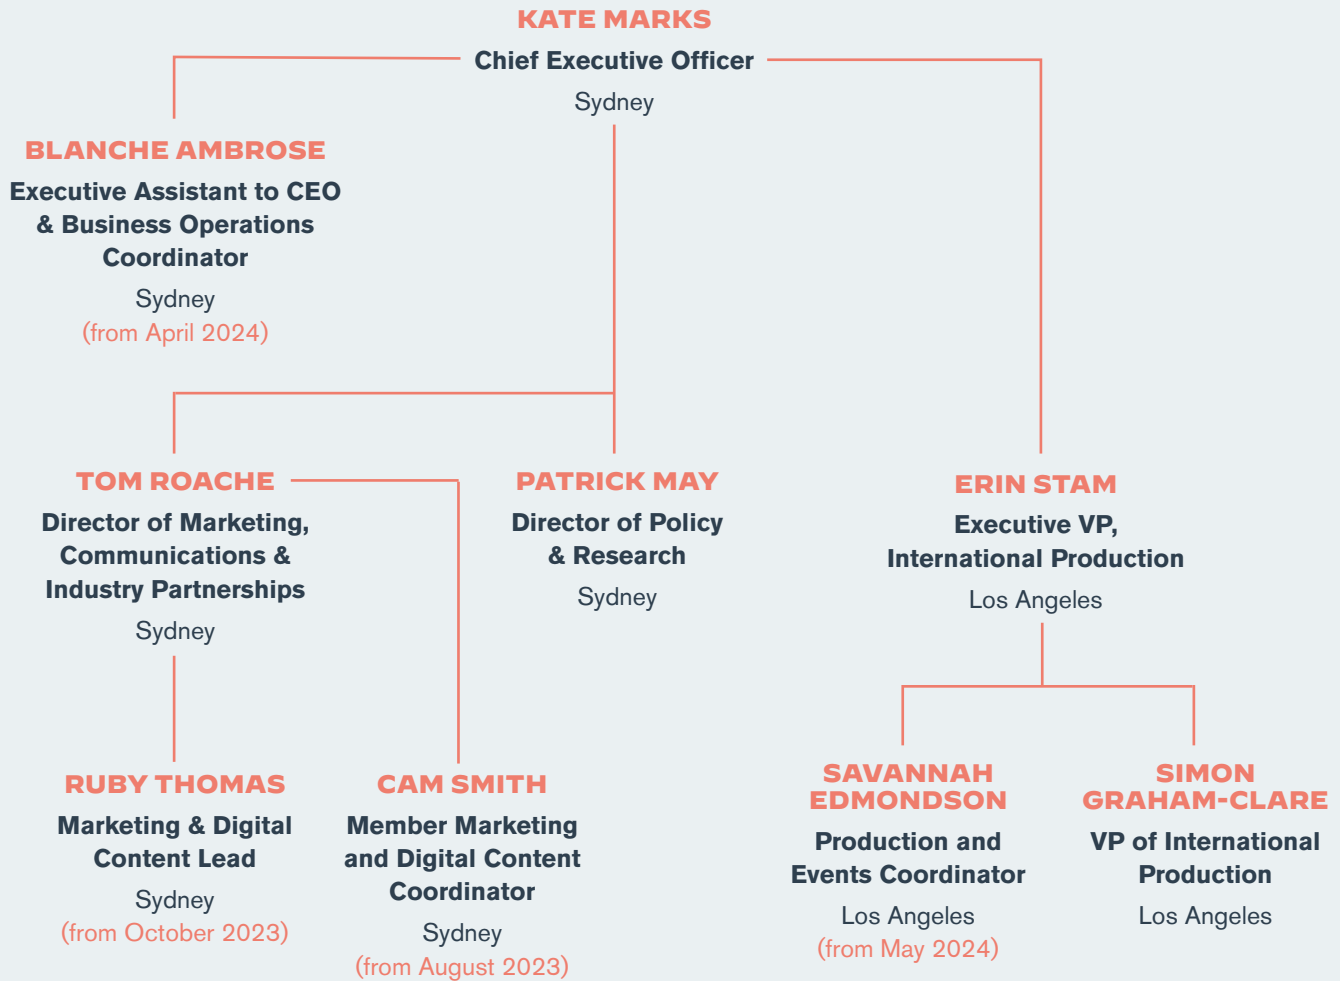 KATE MARKS
Chief Executive Officer
Sydney
BLANCHE AMBROSE
Executive Assistant to CEO
& Business Operations
Coordinator
Sydney
(from April 2024)
TOM ROACHE
Director of Marketing,
Communications &
Industry Partnerships
Sydney
PATRICK MAY
Director of Policy
& Research
Sydney
ERIN STAM
Executive VP,
International Production
Los Angeles
RUBY THOMAS
Marketing & Digital
Content Lead
Sydney
(from October 2023)
CAM SMITH
Member Marketing
and Digital Content
Coordinator
Sydney
(from August 2023)
SAVANNAH
EDMONDSON
Production and
Events Coordinator
Los Angeles
(from May 2024)
SIMON
GRAHAM-CLARE
VP of International
Production
Los Angeles